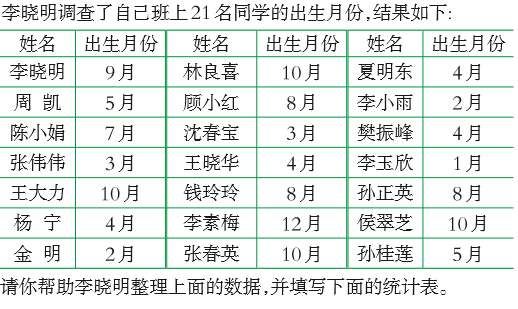 李晓明调查了自己班上21名同学的出生月份,结果如下:
姓名 出生月份 姓名 出生月份 姓名 出生月份
李晓明 9月 林良喜 10月 夏明东 4月
周 凯 5月 顾小红 8月 李小雨 2月
陈小娟 7月 沈春宝 3月 樊振峰 4月
张伟伟 3月 王晓华 4月 李玉欣 1月
王大力 10月 钱玲玲 8月 孙正英 8月
杨 宁 4月 李素梅 12月 侯翠芝 10月
金 明 2月 张春英 10月 孙桂莲 5月
请你帮助李晓明整理上面的数据,并填写下面的统计表。